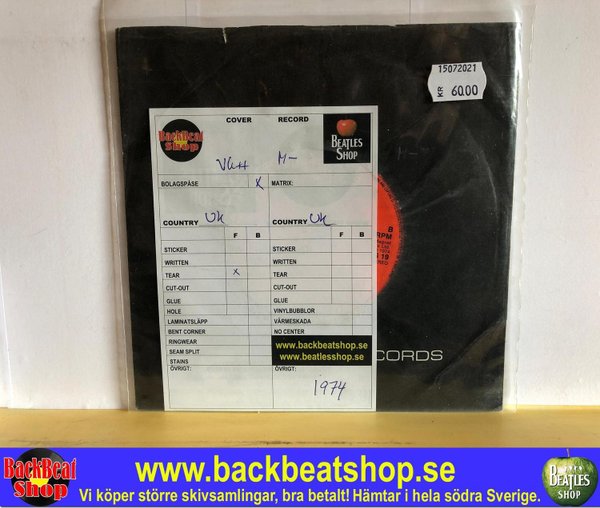 15072021
KR 60.00
COVER RECORD
BackBeat Shop
BEATLES SHOP
VG++ M-
BOLAGSPÅSE X MATRIX:
COUNTRY UK COUNTRY UK
F B F B
STICKER STICKER
WRITTEN WRITTEN
TEAR X TEAR
CUT-OUT CUT-OUT
GLUE GLUE
HOLE VINYLBUBBLOR
LAMINATSLÄPP VÄRMESKADA
BENT CORNER NO CENTER
RINGWEAR
SEAM SPLIT
STAINS
www.backbeatshop.se
www.beatlesshop.se
ÖVRIGT: ÖVRIGT:
1974
B
RPM
1974
19
CORDS
BackBeat Shop
www.backbeatshop.se
Vi köper större skivsamlingar, bra betalt! Hämtar i hela södra Sverige.
BEATLES SHOP